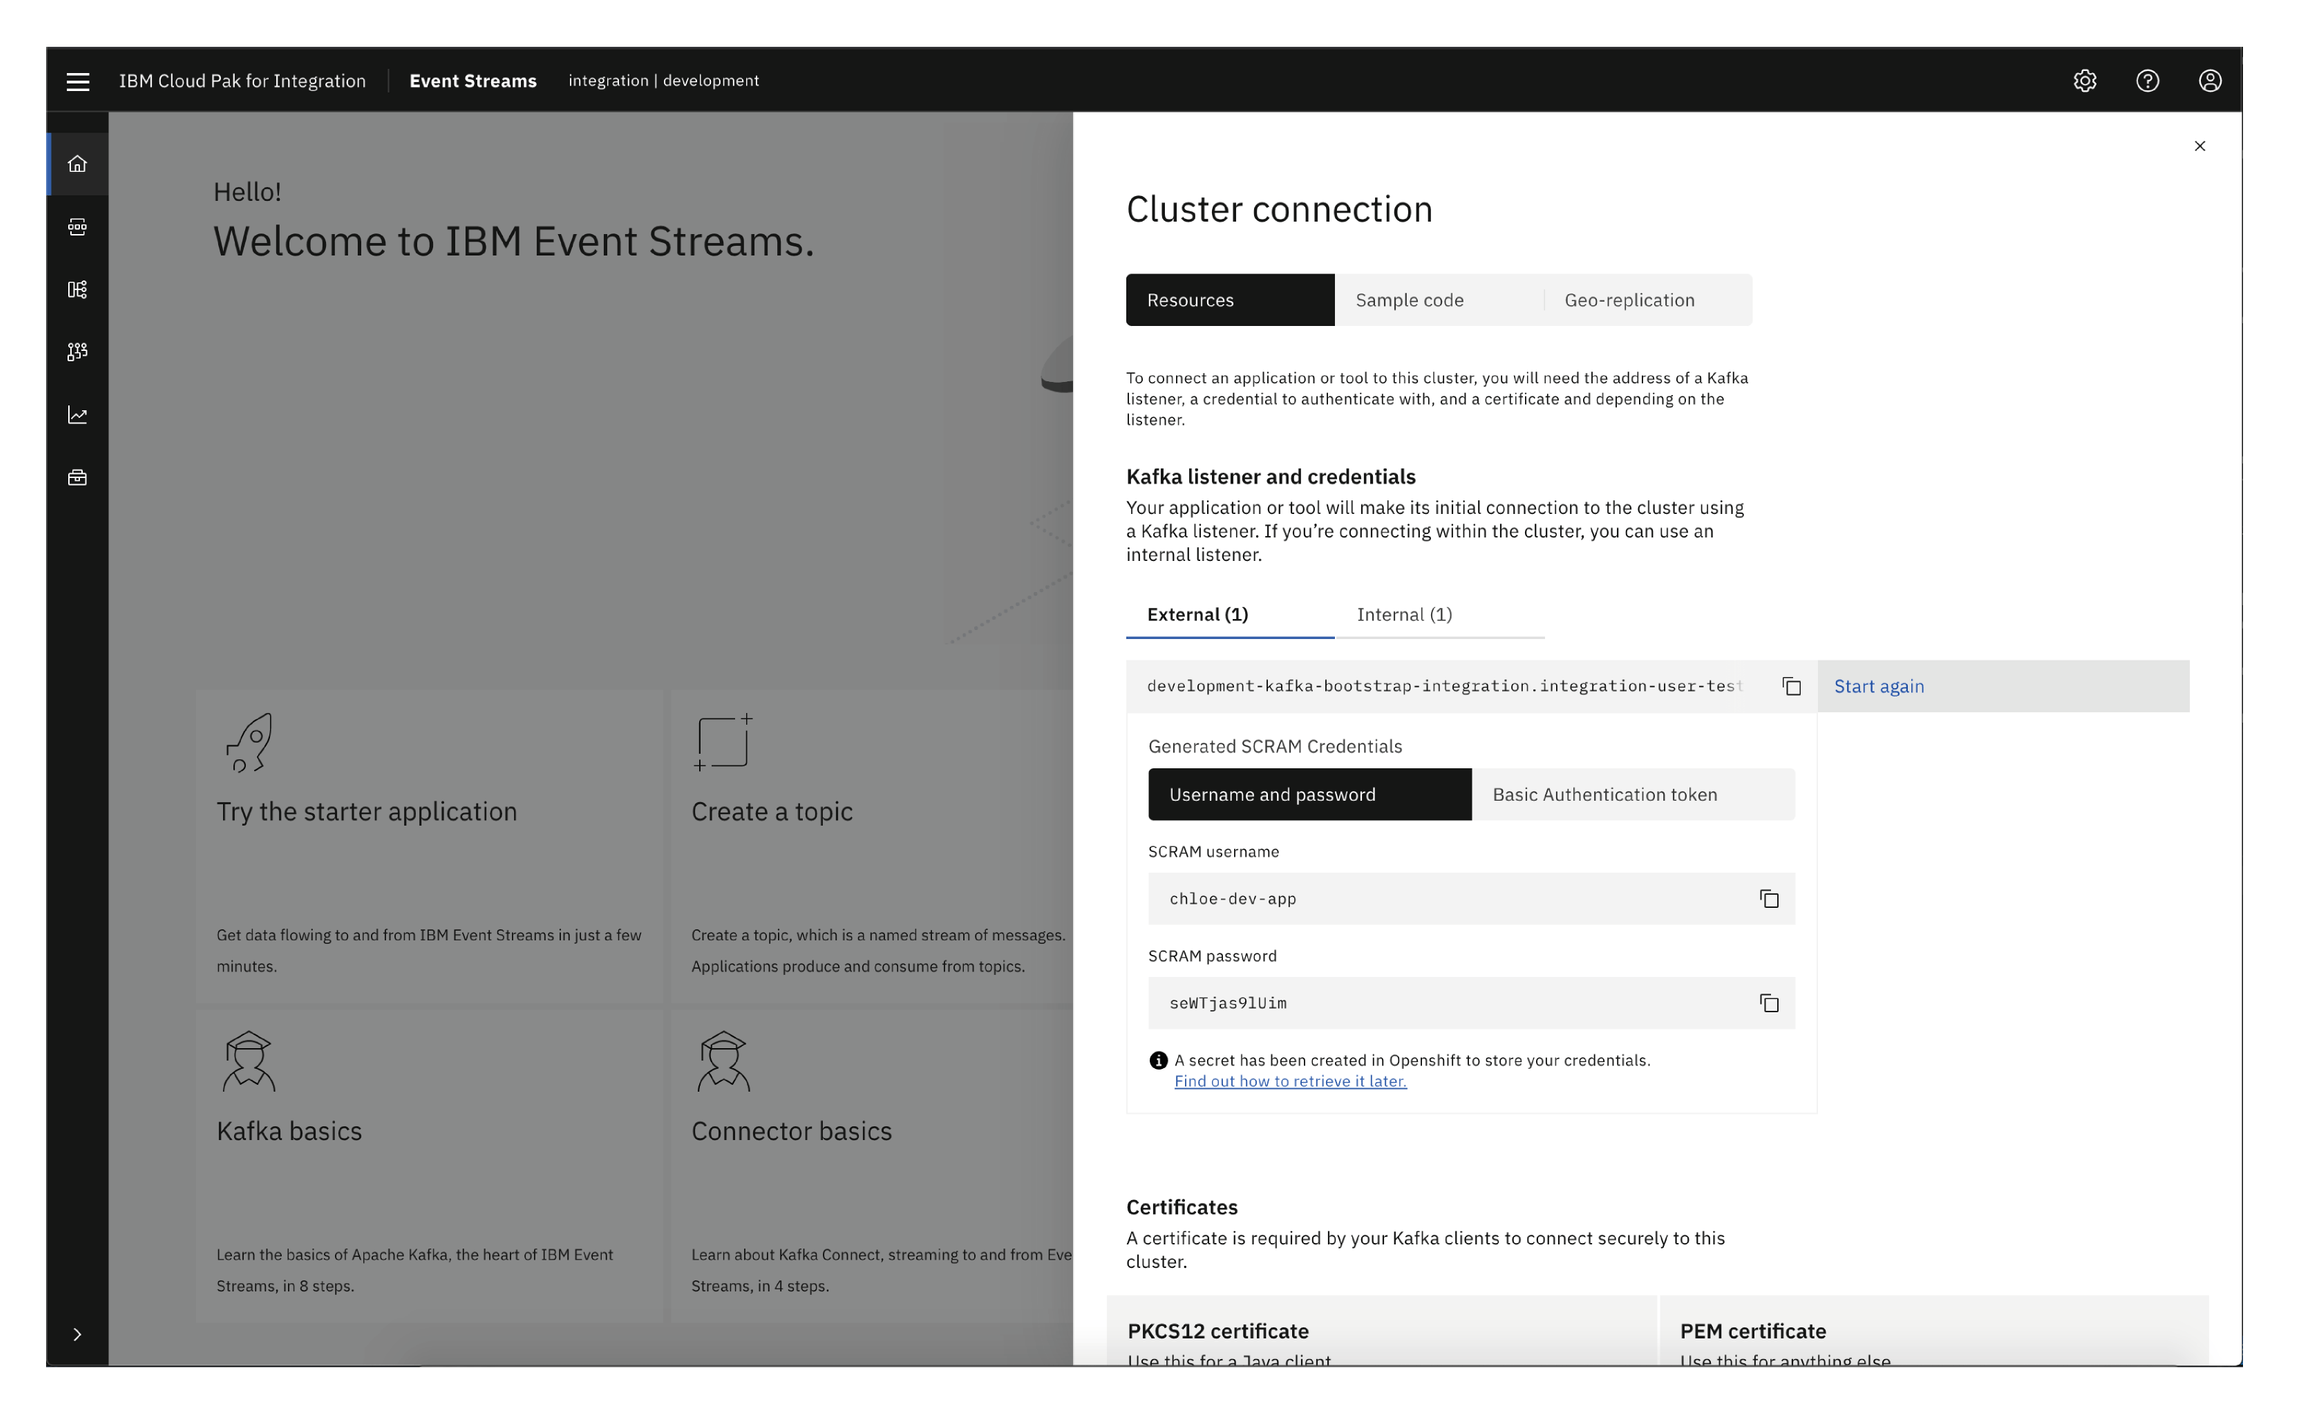 IBM Cloud Pak for Integration
Event Streams
integration | development
Hello!
Welcome to IBM Event Streams.
Try the starter application
Get data flowing to and from IBM Event Streams in just a few
minutes.
Create a topic
Create a topic, which is a named stream of messages.
Applications produce and consume from topics.
Kafka basics
Learn the basics of Apache Kafka, the heart of IBM Event
Streams, in 8 steps.
Connector basics
Learn about Kafka Connect, streaming to and from Eve
Streams, in 4 steps.
Cluster connection
Resources
Sample code
Geo-replication
To connect an application or tool to this cluster, you will need the address of a Kafka
listener, a credential to authenticate with, and a certificate and depending on the
listener.
Kafka listener and credentials
Your application or tool will make its initial connection to the cluster using
a Kafka listener. If you’re connecting within the cluster, you can use an
internal listener.
External (1)
Internal (1)
development-kafka-bootstrap-integration.integration-user-test
Start again
Generated SCRAM Credentials
Username and password
Basic Authentication token
SCRAM username
chloe-dev-app
SCRAM password
seWTjas9lUim
A secret has been created in Openshift to store your credentials.
Find out how to retrieve it later.
Certificates
A certificate is required by your Kafka clients to connect securely to this
cluster.
PKCS12 certificate
Use this for a Java client
PEM certificate
Use this for anything else